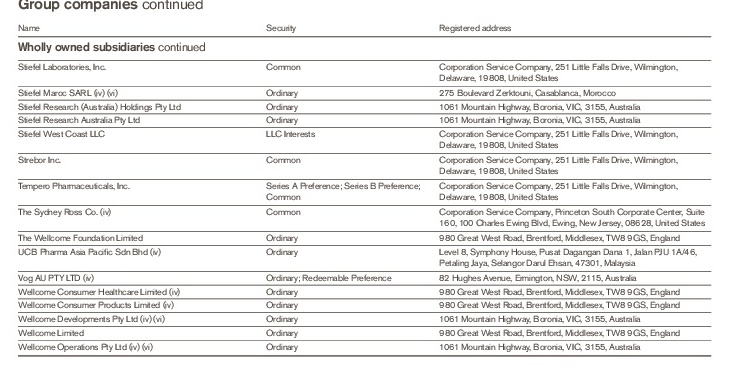 Group companies continued
Name Security Registered address
Wholly owned subsidiaries continued
Stiefel Laboratories, Inc. Common Corporation Service Company, 251 Little Falls Drive, Wilmington,
Delaware, 19808, United States
Stiefel Maroc SARL (iv) (vi) Ordinary 275 Boulevard Zerktouni, Casablanca, Morocco
Stiefel Research (Australia) Holdings Pty Ltd Ordinary 1061 Mountain Highway, Boronia, VIC, 3155, Australia
Stiefel Research Australia Pty Ltd Ordinary 1061 Mountain Highway, Boronia, VIC, 3155, Australia
Stiefel West Coast LLC LLC Interests Corporation Service Company, 251 Little Falls Drive, Wilmington,
Delaware, 19808, United States
Strebor Inc. Common Corporation Service Company, 251 Little Falls Drive, Wilmington,
Delaware, 19808, United States
Tempero Pharmaceuticals, Inc. Series A Preference; Series B Preference; Corporation Service Company, 251 Little Falls Drive, Wilmington,
Common Delaware, 19808, United States
The Sydney Ross Co. (iv) Common Corporation Service Company, Princeton South Corporate Center, Suite
160, 100 Charles Ewing Blvd, Ewing, New Jersey, 08628, United States
The Wellcome Foundation Limited Ordinary 980 Great West Road, Brentford, Middlesex, TW8 9GS, England
UCB Pharma Asia Pacific Sdn Bhd (iv) Ordinary Level 8, Symphony House, Pusat Dagangan Dana 1, Jalan PJU 1A/46,
Petaling Jaya, Selangor Darul Ehsan, 47301, Malaysia
Vog AU PTY LTD (iv) Ordinary; Redeemable Preference 82 Hughes Avenue, Ermington, NSW, 2115, Australia
Wellcome Consumer Healthcare Limited (iv) Ordinary 980 Great West Road, Brentford, Middlesex, TW8 9GS, England
Wellcome Consumer Products Limited (iv) Ordinary 980 Great West Road, Brentford, Middlesex, TW8 9GS, England
Wellcome Developments Pty Ltd (iv) (vi) Ordinary 1061 Mountain Highway, Boronia, VIC, 3155, Australia
Wellcome Limited Ordinary 980 Great West Road, Brentford, Middlesex, TW8 9GS, England
Wellcome Operations Pty Ltd (iv) (vi) Ordinary 1061 Mountain Highway, Boronia, VIC, 3155, Australia